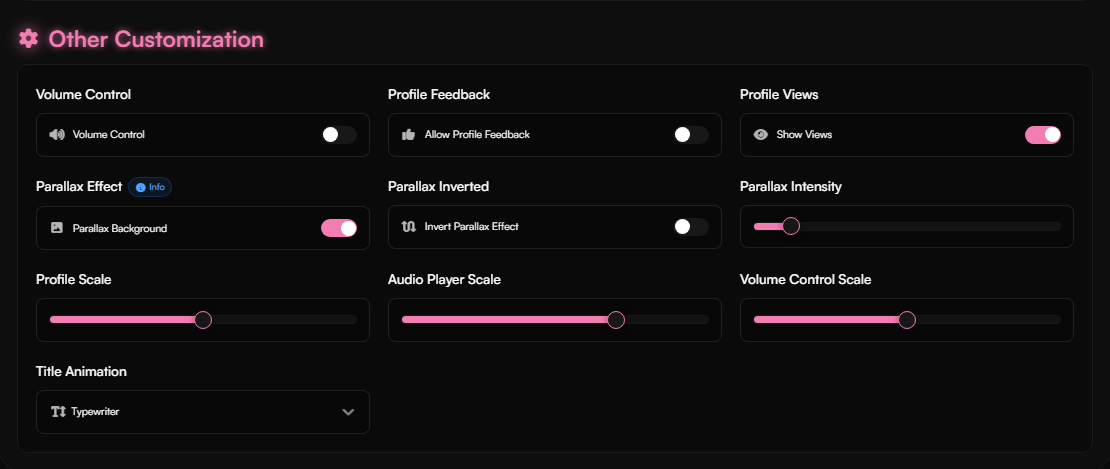 Other Customization
Volume Control
Profile Feedback
Profile Views
Volume Control
Allow Profile Feedback
Show Views
Parallax Effect
Info
Parallax Inverted
Parallax Intensity
Parallax Background
Invert Parallax Effect
Profile Scale
Audio Player Scale
Volume Control Scale
Title Animation
Typewriter